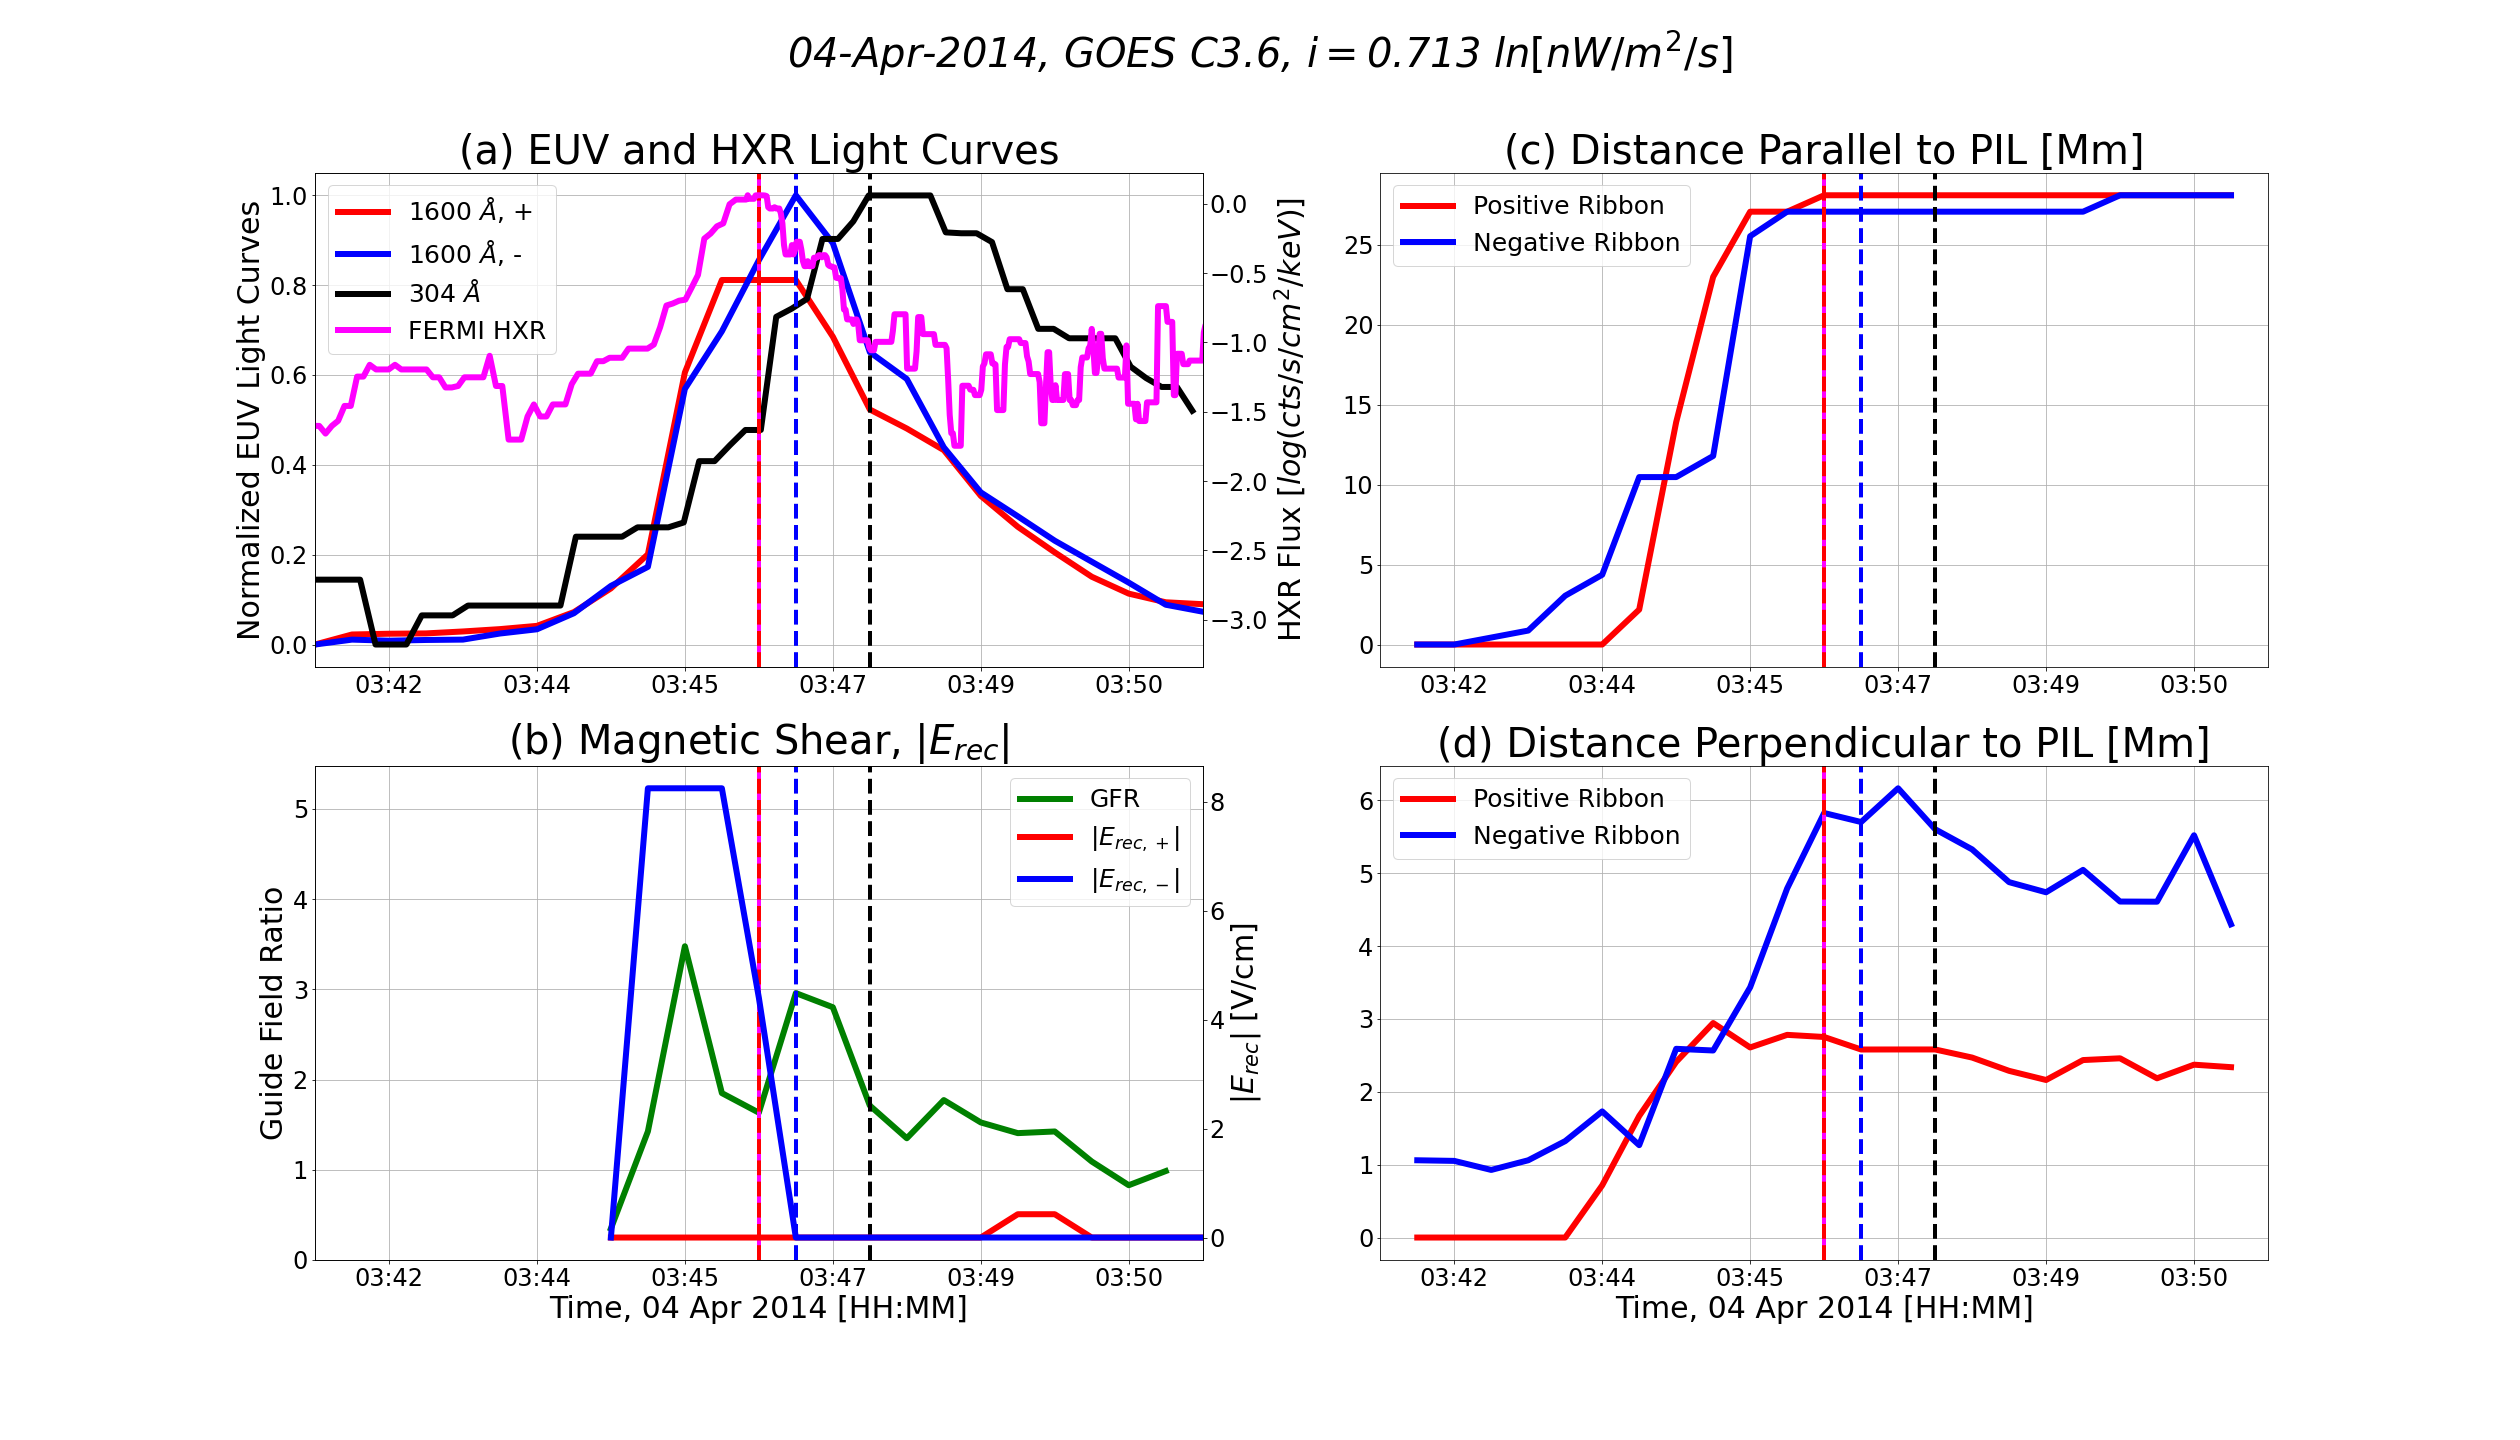 04-Apr-2014, GOES C3.6, i = 0.713 ln[nW/m²/s]
(a) EUV and HXR Light Curves
Normalized EUV Light Curves
1.0
0.8
0.6
0.4
0.2
0.0
1600 Å, +
1600 Å, -
304 Å
FERMI HXR
0.0
−0.5
−1.0
−1.5
−2.0
−2.5
−3.0
HXR Flux [log(cts/s/cm²/keV)]
03:42 03:44 03:45 03:47 03:49 03:50
(c) Distance Parallel to PIL [Mm]
25
20
15
10
5
0
Positive Ribbon
Negative Ribbon
03:42 03:44 03:45 03:47 03:49 03:50
(b) Magnetic Shear, |E_rec|
Guide Field Ratio
5
4
3
2
1
0
GFR
|E_rec, +|
|E_rec, −|
8
6
4
2
0
|E_rec| [V/cm]
03:42 03:44 03:45 03:47 03:49 03:50
Time, 04 Apr 2014 [HH:MM]
(d) Distance Perpendicular to PIL [Mm]
6
5
4
3
2
1
0
Positive Ribbon
Negative Ribbon
03:42 03:44 03:45 03:47 03:49 03:50
Time, 04 Apr 2014 [HH:MM]